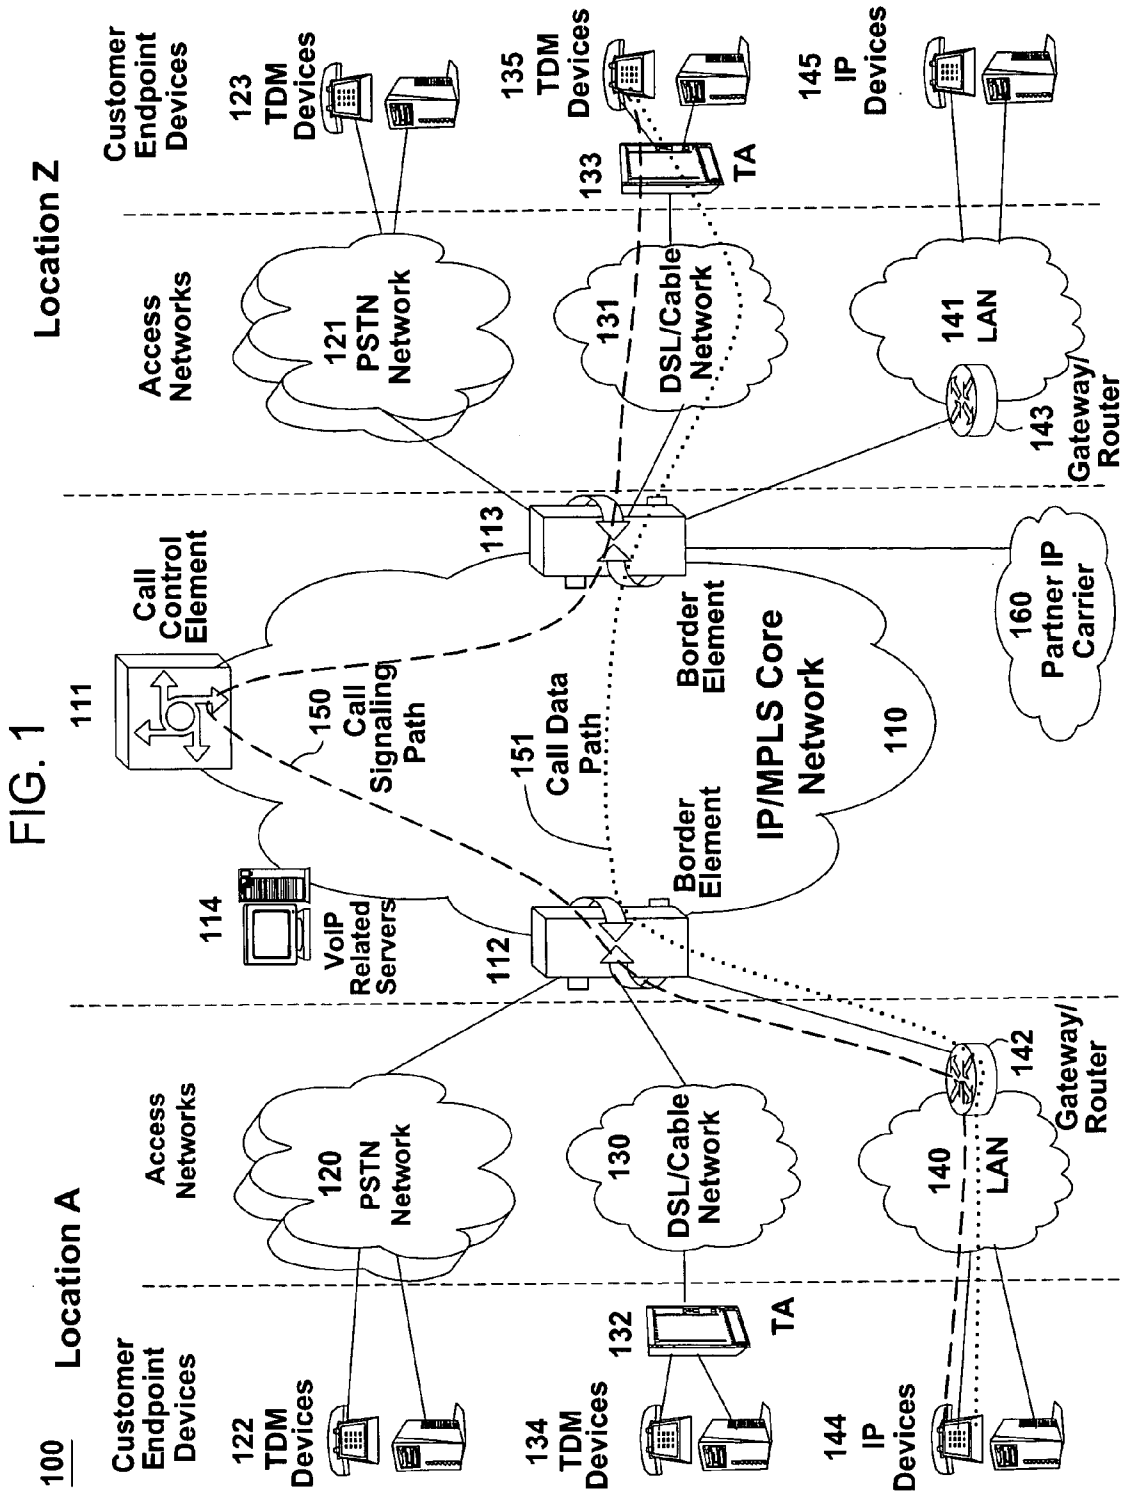 FIG. 1
100
Location A
Location Z
Customer
Endpoint
Devices
Access
Networks
114
VoIP
Related
Servers
111
Call
Control
Element
Access
Networks
Customer
Endpoint
Devices
122
TDM
Devices
120
PSTN
Network
112
150
Call
Signaling
Path
113
121
PSTN
Network
123
TDM
Devices
134
TDM
Devices
132
TA
130
DSL/Cable
Network
Border
Element
151
Call Data
Path
Border
Element
131
DSL/Cable
Network
133
TA
135
TDM
Devices
IP/MPLS Core
Network
110
144
IP
Devices
140
LAN
142
Gateway/
Router
160
Partner IP
Carrier
141
LAN
143
Gateway/
Router
145
IP
Devices